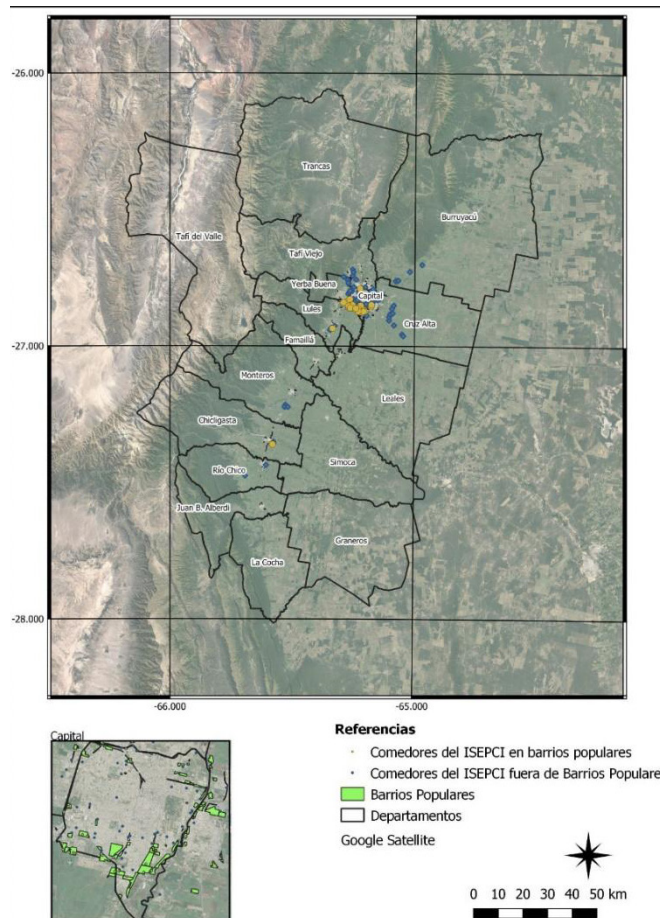 -26.000
Trancas
Burruyacú
Tafí del Valle
Tafí Viejo
Yerba Buena
Capital
Lules
Cruz Alta
-27.000
Famaillá
Monteros
Leales
Chicligasta
Simoca
Río Chico
Juan B. Alberdi
Graneros
La Cocha
-28.000
-66.000
-65.000
Capital
Referencias
Comedores del ISEPCI en barrios populares
Comedores del ISEPCI fuera de Barrios Populare
Barrios Populares
Departamentos
Google Satellite
0 10 20 30 40 50 km